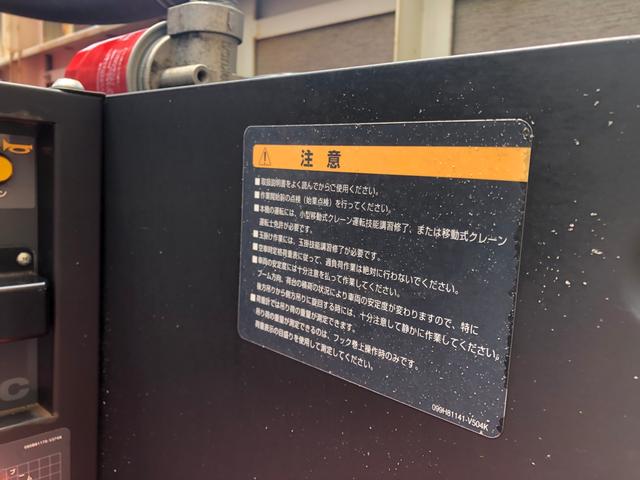 注意
■取扱説明書をよく読んでからご使用ください。
■作業開始前の点検（始業点検）を行ってください。
■本機の運転には、小型移動式クレーン運転技能講習修了、または移動式クレーン
運転士免許が必要です。
■玉掛け作業には、玉掛技能講習修了が必要です。
■空車時定格荷重表に従って、過負荷作業は絶対に行わないでください。
■車両の安定度には十分注意を払って作業してください。
ブーム方向、荷台の積荷の状況により車両の安定度が変わりますので、特に
後方吊りから側方吊りに旋回する時には、十分注意して静かに作業してください。
■荷重計では吊り荷の重量が測定できます。
吊り荷の重量が測定できるのは、フック巻上操作時のみです。
荷重表示の目盛りを使用して測定してください。
099H81141-V504K
C
ブーム